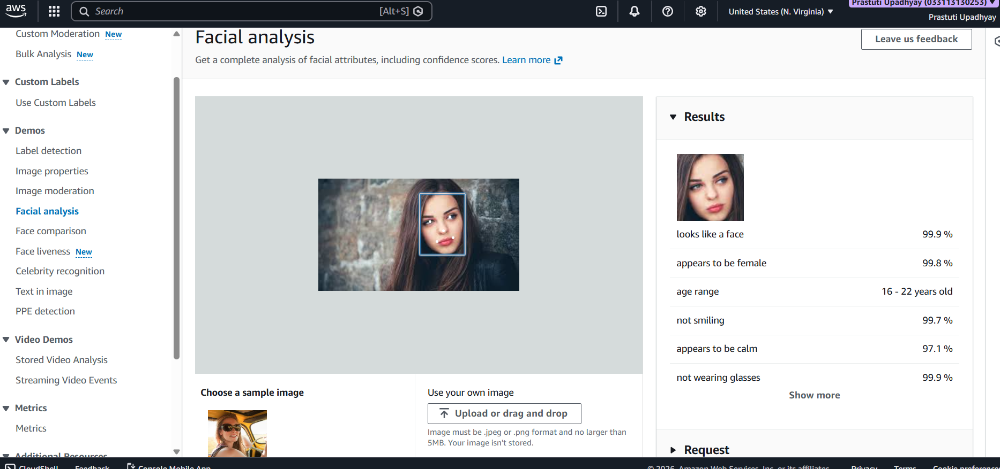 aws
Search [Alt+S]
United States (N. Virginia)
Prastuti Upadhyay (033113130253)
Prastuti Upadhyay
Custom Moderation New
Bulk Analysis New
Custom Labels
Use Custom Labels
Demos
Label detection
Image properties
Image moderation
Facial analysis
Face comparison
Face liveness New
Celebrity recognition
Text in image
PPE detection
Video Demos
Stored Video Analysis
Streaming Video Events
Metrics
Metrics
Additional Resources
Facial analysis
Leave us feedback
Get a complete analysis of facial attributes, including confidence scores. Learn more
Choose a sample image
Use your own image
Upload or drag and drop
Image must be .jpeg or .png format and no larger than
5MB. Your image isn't stored.
Results
looks like a face 99.9 %
appears to be female 99.8 %
age range 16 - 22 years old
not smiling 99.7 %
appears to be calm 97.1 %
not wearing glasses 99.9 %
Show more
Request
CloudShell Feedback Console Mobile App
© 2026, Amazon Web Services, Inc. or its affiliates. Privacy Terms Cookie preferences